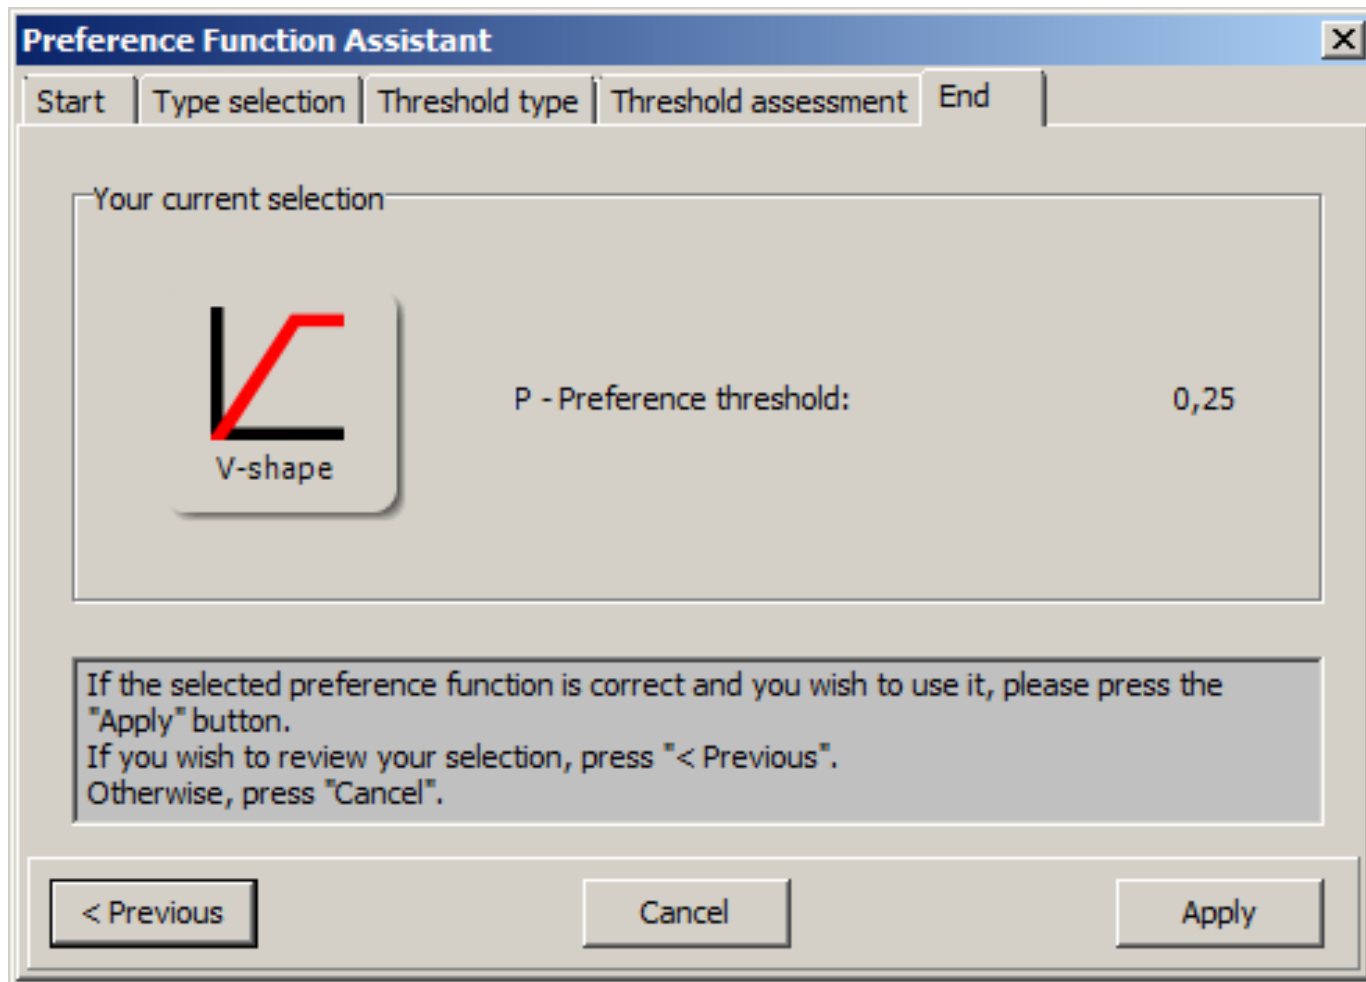 Preference Function Assistant
Start
Type selection
Threshold type
Threshold assessment
End
Your current selection
V-shape
P - Preference threshold:
0,25
If the selected preference function is correct and you wish to use it, please press the
"Apply" button.
If you wish to review your selection, press "< Previous".
Otherwise, press "Cancel".
< Previous
Cancel
Apply